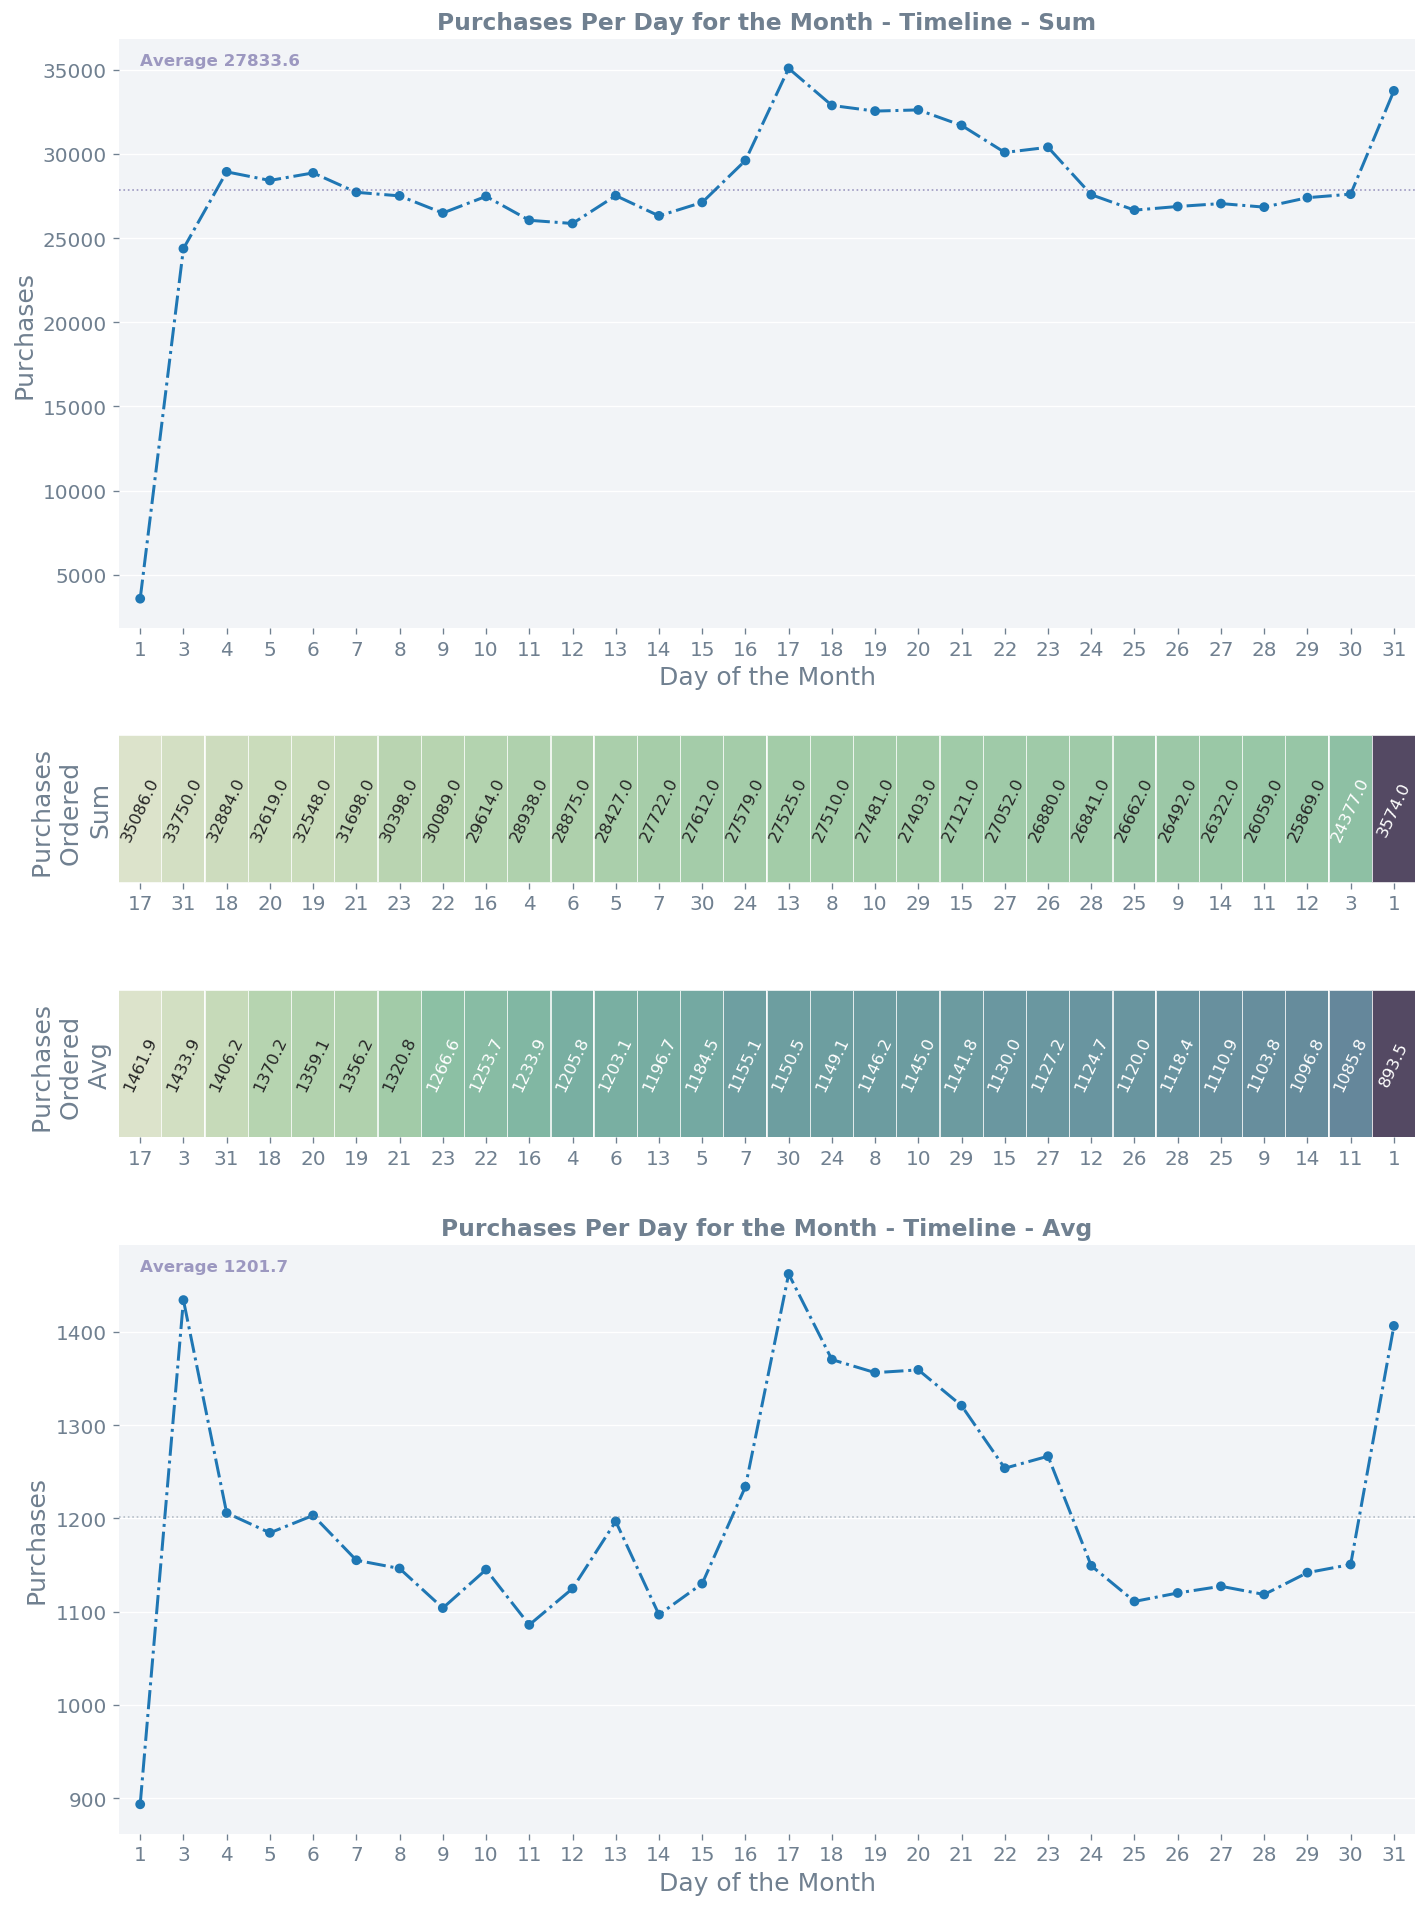 Purchases Per Day for the Month - Timeline - Sum
Average 27833.6
35000
30000
25000
20000
15000
10000
5000
Purchases
1 3 4 5 6 7 8 9 10 11 12 13 14 15 16 17 18 19 20 21 22 23 24 25 26 27 28 29 30 31
Day of the Month
Purchases
Ordered
Sum
35086.0 33750.0 32884.0 32619.0 32548.0 31698.0 30398.0 30089.0 29614.0 28938.0 28875.0 28427.0 27722.0 27612.0 27579.0 27525.0 27510.0 27481.0 27403.0 27121.0 27052.0 26880.0 26841.0 26662.0 26492.0 26322.0 26059.0 25869.0 24377.0 3574.0
17 31 18 20 19 21 23 22 16 4 6 5 7 30 24 13 8 10 29 15 27 26 28 25 9 14 11 12 3 1
Purchases
Ordered
Avg
1461.9 1433.9 1406.2 1370.2 1359.1 1356.2 1320.8 1266.6 1253.7 1233.9 1205.8 1203.1 1196.7 1184.5 1155.1 1150.5 1149.1 1146.2 1145.0 1141.8 1130.0 1127.2 1124.7 1120.0 1118.4 1110.9 1103.8 1096.8 1085.8 893.5
17 3 31 18 20 19 21 23 22 16 4 6 13 5 7 30 24 8 10 29 15 27 12 26 28 25 9 14 11 1
Purchases Per Day for the Month - Timeline - Avg
Average 1201.7
1400
1300
1200
1100
1000
900
Purchases
1 3 4 5 6 7 8 9 10 11 12 13 14 15 16 17 18 19 20 21 22 23 24 25 26 27 28 29 30 31
Day of the Month